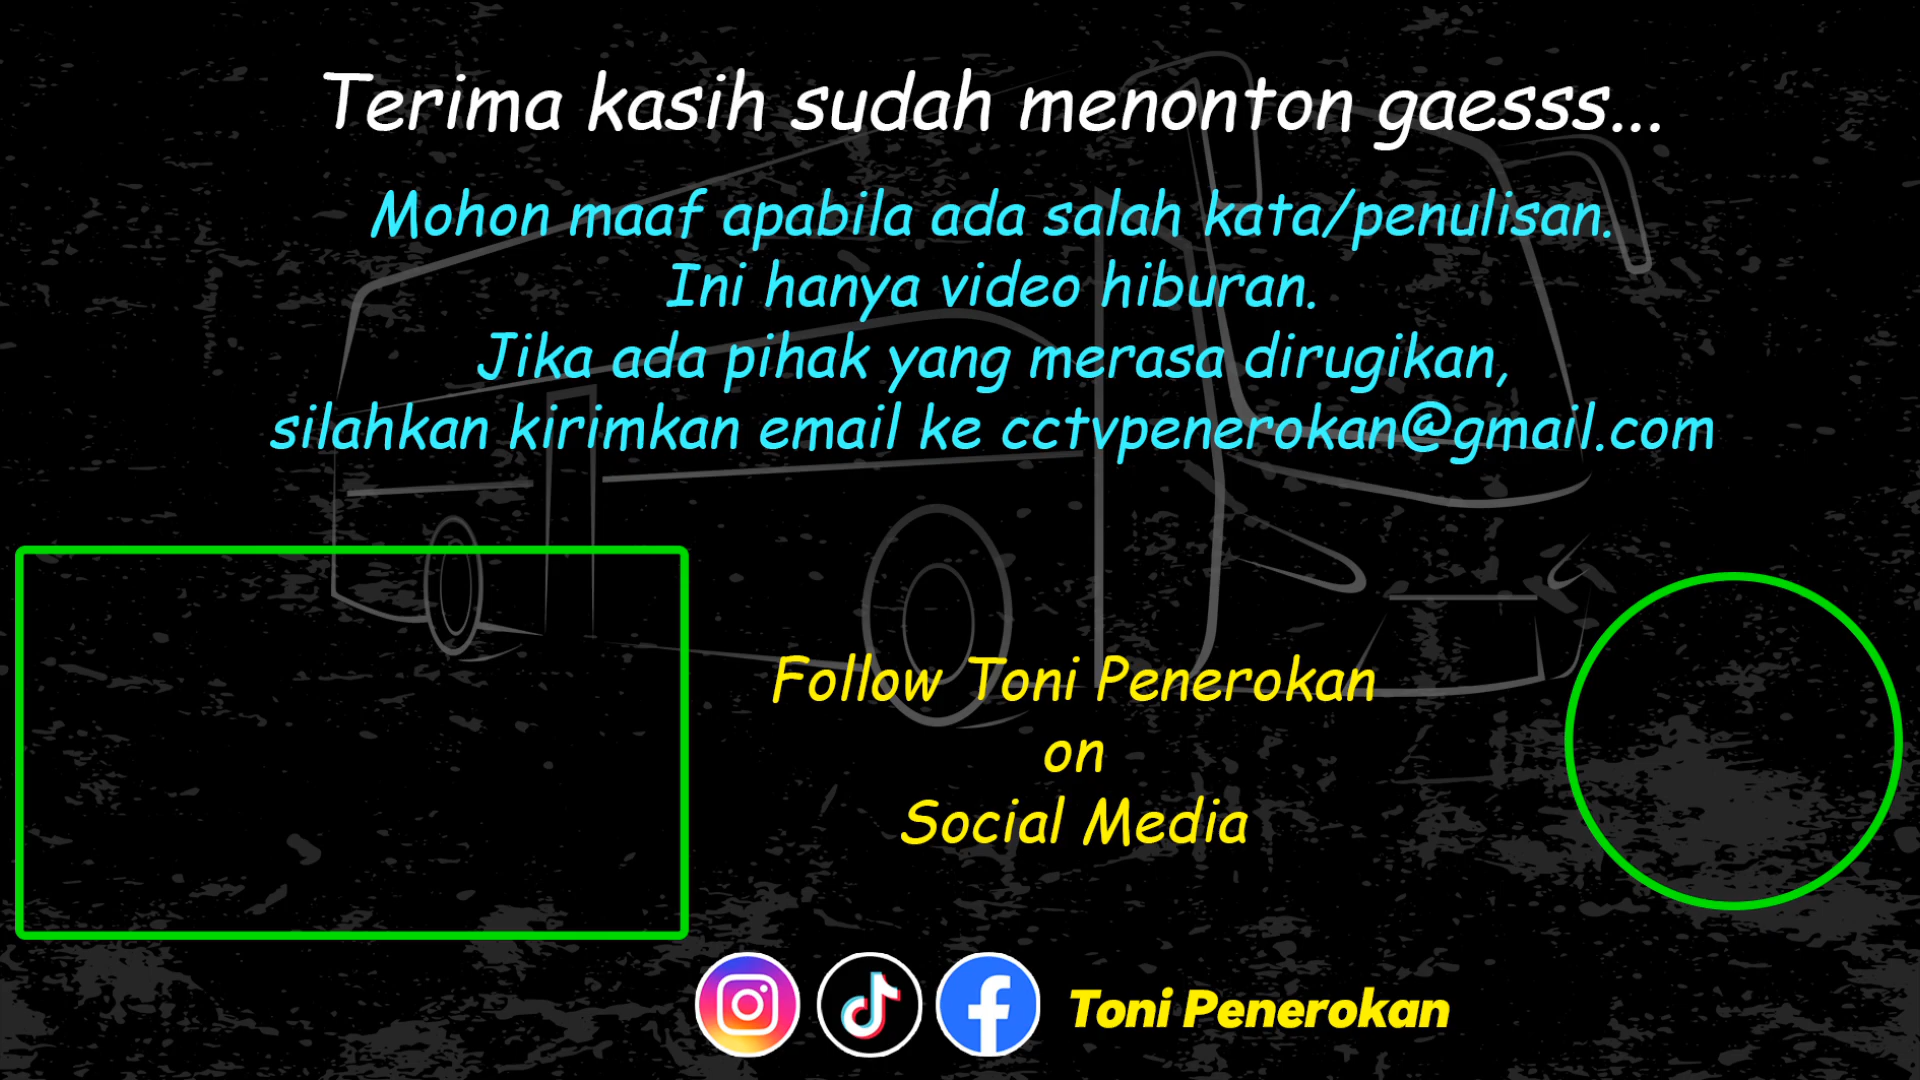 Terima kasih sudah menonton gaesss...
Mohon maaf apabila ada salah kata/penulisan.
Ini hanya video hiburan.
Jika ada pihak yang merasa dirugikan,
silahkan kirimkan email ke cctvpenerokan@gmail.com
Follow Toni Penerokan
on
Social Media
Toni Penerokan